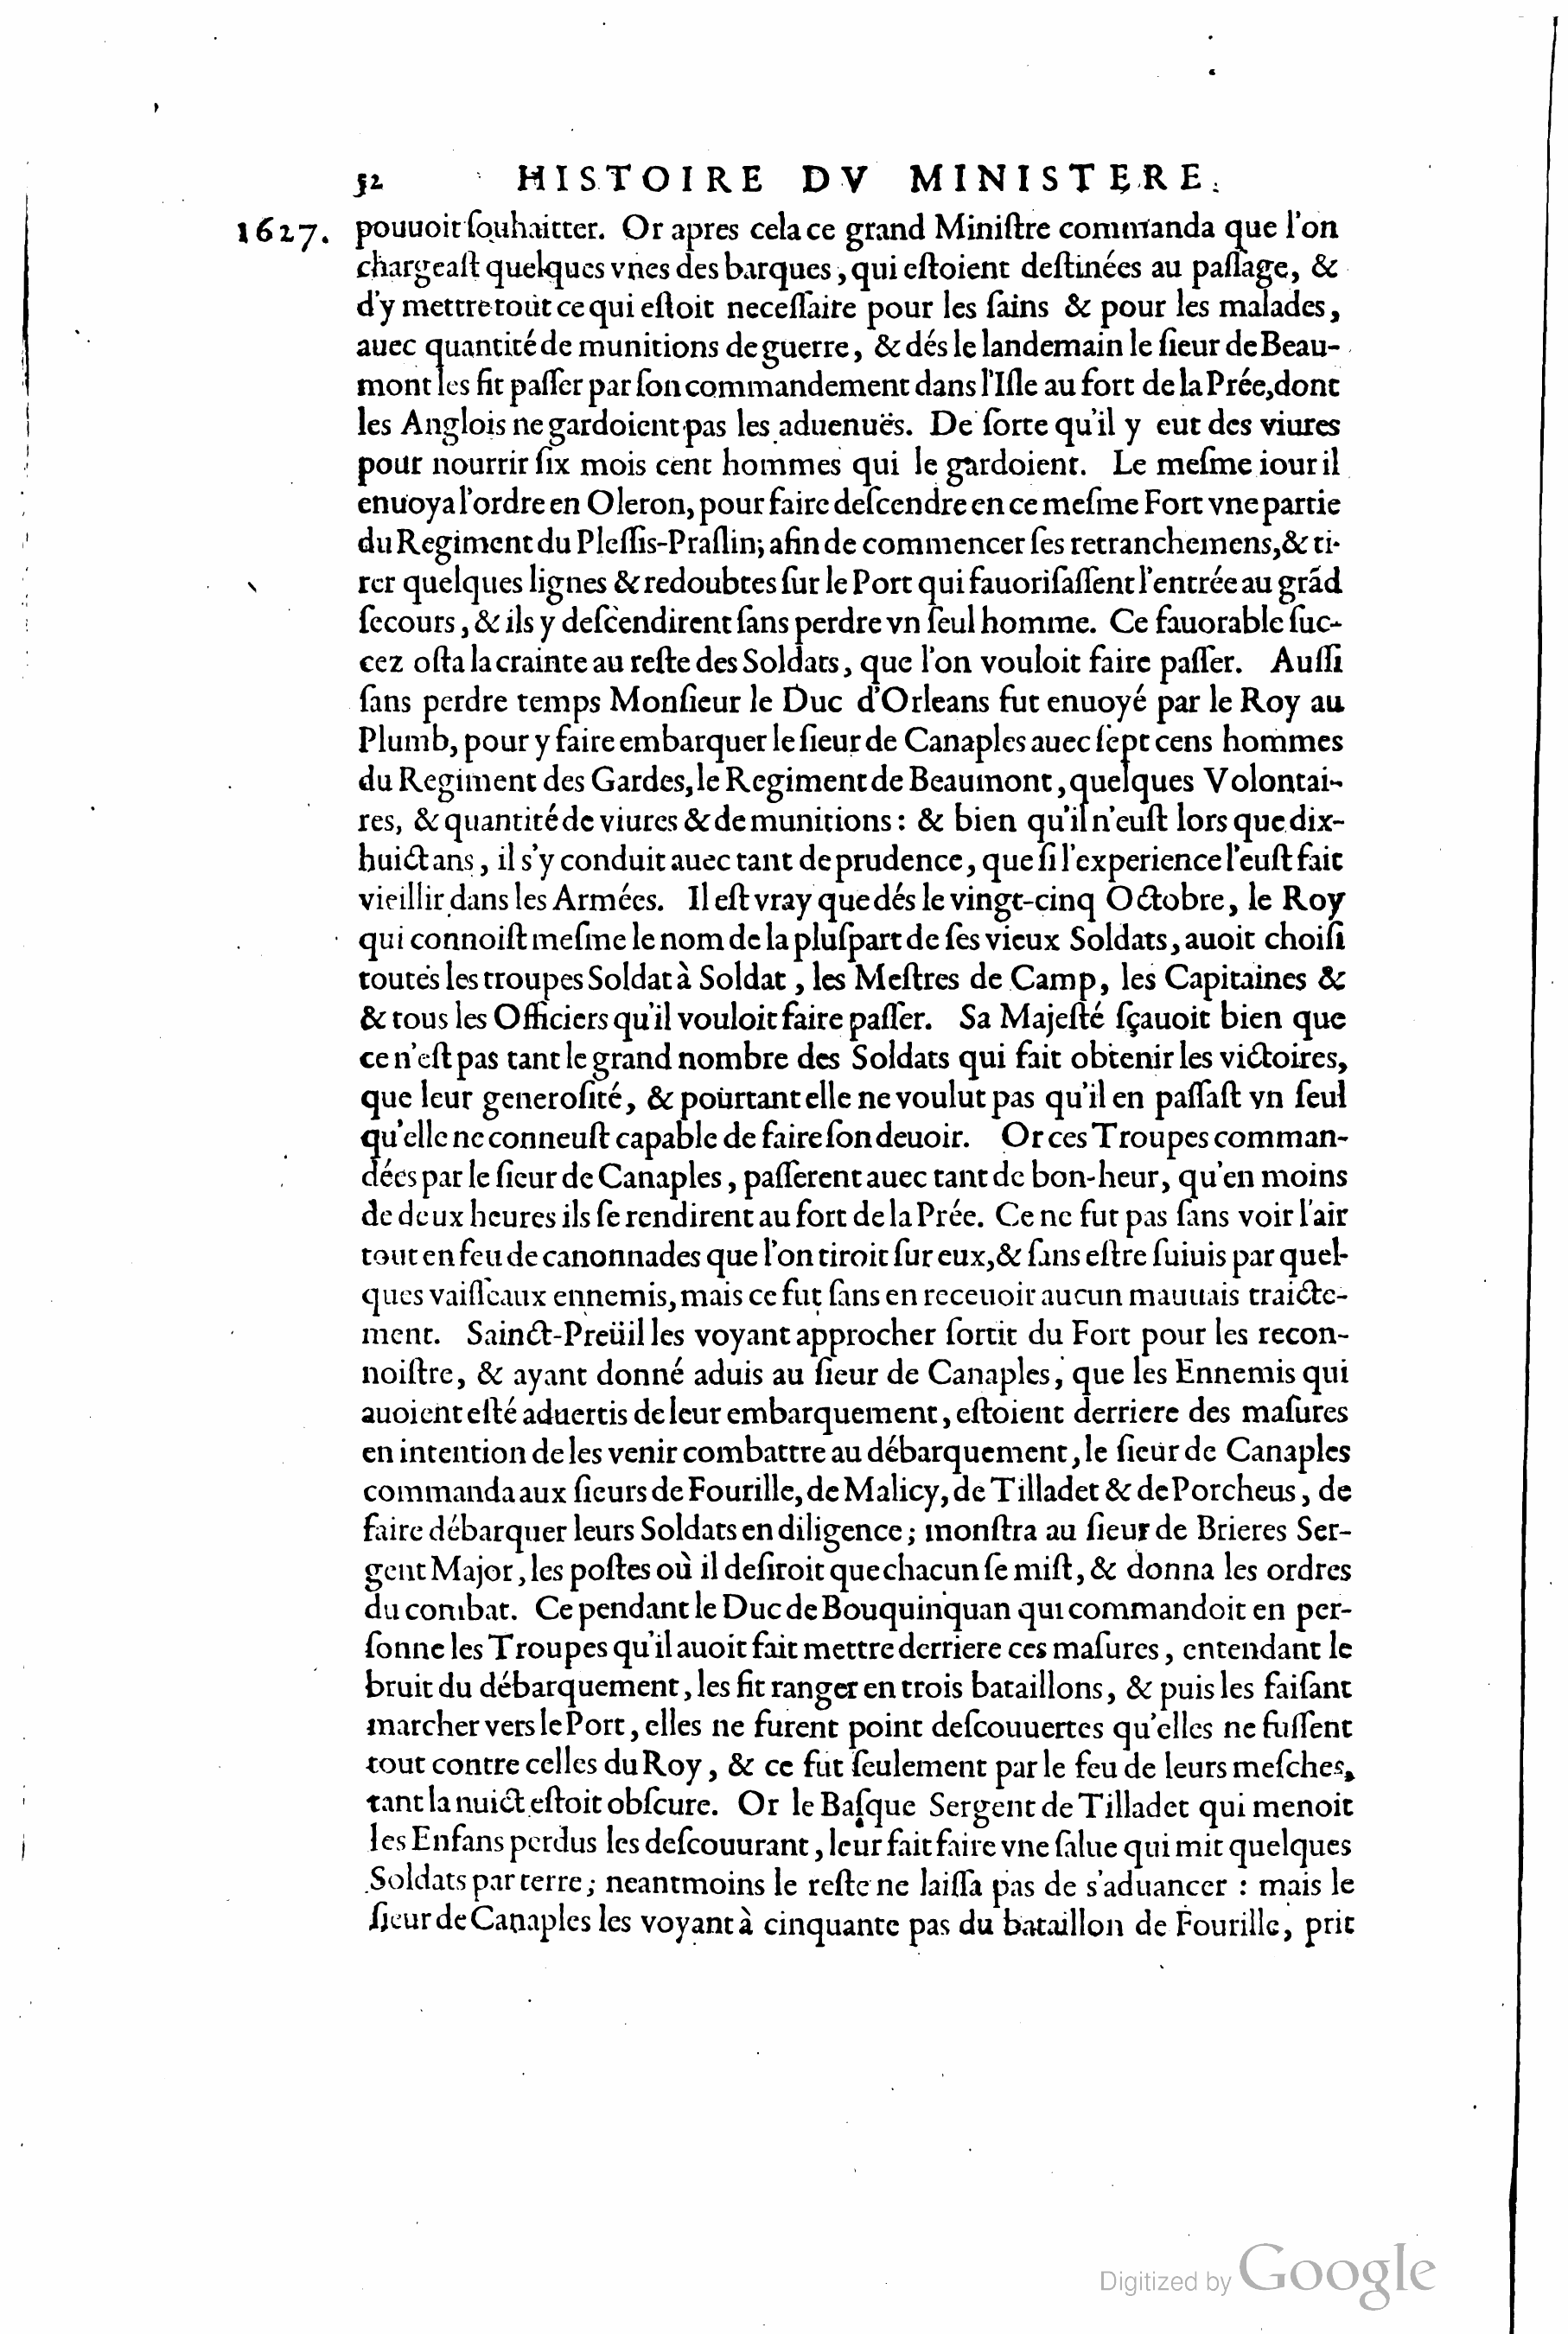 52 HISTOIRE DV MINISTERE.
1627. pouuoit ſouhaitter. Or apres cela ce grand Miniſtre commanda que l'on
chargeaſt quelques vnes des barques, qui eſtoient deſtinées au paſſage, &
d'y mettre tout ce qui eſtoit neceſſaire pour les ſains & pour les malades,
auec quantité de munitions de guerre, & dés le landemain le ſieur de Beau-
mont les fit paſſer par ſon commandement dans l'Iſle au fort de la Prée, dont
les Anglois ne gardoient pas les aduenuës. De ſorte qu'il y eut des viures
pour nourrir ſix mois cent hommes qui le gardoient. Le meſme iour il
enuoya l'ordre en Oleron, pour faire deſcendre en ce meſme Fort vne partie
du Regiment du Pleſſis-Praſlin; afin de commencer ſes retranchemens, & ti-
rer quelques lignes & redoubtes ſur le Port qui fauoriſaſſent l'entrée au grãd
ſecours, & ils y deſcendirent ſans perdre vn ſeul homme. Ce fauorable ſuc-
cez oſta la crainte au reſte des Soldats, que l'on vouloit faire paſſer. Auſſi
ſans perdre temps Monſieur le Duc d'Orleans fut enuoyé par le Roy au
Plumb, pour y faire embarquer le ſieur de Canaples auec ſept cens hommes
du Regiment des Gardes, le Regiment de Beaumont, quelques Volontai-
res, & quantité de viures & de munitions: & bien qu'il n'euſt lors que dix-
huict ans, il s'y conduit auec tant de prudence, que ſi l'experience l'euſt fait
vieillir dans les Armées. Il eſt vray que dés le vingt-cinq Octobre, le Roy
qui connoiſt meſme le nom de la pluſpart de ſes vieux Soldats, auoit choiſi
toutes les troupes Soldat à Soldat, les Meſtres de Camp, les Capitaines &
& tous les Officiers qu'il vouloit faire paſſer. Sa Majeſté ſçauoit bien que
ce n'eſt pas tant le grand nombre des Soldats qui fait obtenir les victoires,
que leur generoſité, & pourtant elle ne voulut pas qu'il en paſſaſt vn ſeul
qu'elle ne conneuſt capable de faire ſon deuoir. Or ces Troupes comman-
dées par le ſieur de Canaples, paſſerent auec tant de bon-heur, qu'en moins
de deux heures ils ſe rendirent au fort de la Prée. Ce ne fut pas ſans voir l'air
tout en feu de canonnades que l'on tiroit ſur eux, & ſans eſtre ſuiuis par quel-
ques vaiſſeaux ennemis, mais ce fut ſans en receuoir aucun mauuais traicte-
ment. Sainct-Preüil les voyant approcher ſortit du Fort pour les recon-
noiſtre, & ayant donné aduis au ſieur de Canaples, que les Ennemis qui
auoient eſté aduertis de leur embarquement, eſtoient derriere des maſures
en intention de les venir combattre au débarquement, le ſieur de Canaples
commanda aux ſieurs de Fourille, de Malicy, de Tilladet & de Porcheus, de
faire débarquer leurs Soldats en diligence; monſtra au ſieur de Brieres Ser-
gent Major, les poſtes où il deſiroit que chacun ſe miſt, & donna les ordres
du combat. Ce pendant le Duc de Bouquinquan qui commandoit en per-
ſonne les Troupes qu'il auoit fait mettre derriere ces maſures, entendant le
bruit du débarquement, les fit ranger en trois bataillons, & puis les faiſant
marcher vers le Port, elles ne furent point deſcouuertes qu'elles ne fuſſent
tout contre celles du Roy, & ce fut ſeulement par le feu de leurs meſches,
tant la nuict eſtoit obſcure. Or le Baſque Sergent de Tilladet qui menoit
les Enfans perdus les deſcouurant, leur fait faire vne ſalue qui mit quelques
Soldats par terre; neantmoins le reſte ne laiſſa pas de s'aduancer : mais le
ſieur de Canaples les voyant à cinquante pas du bataillon de Fourille, prit
Digitized by Google